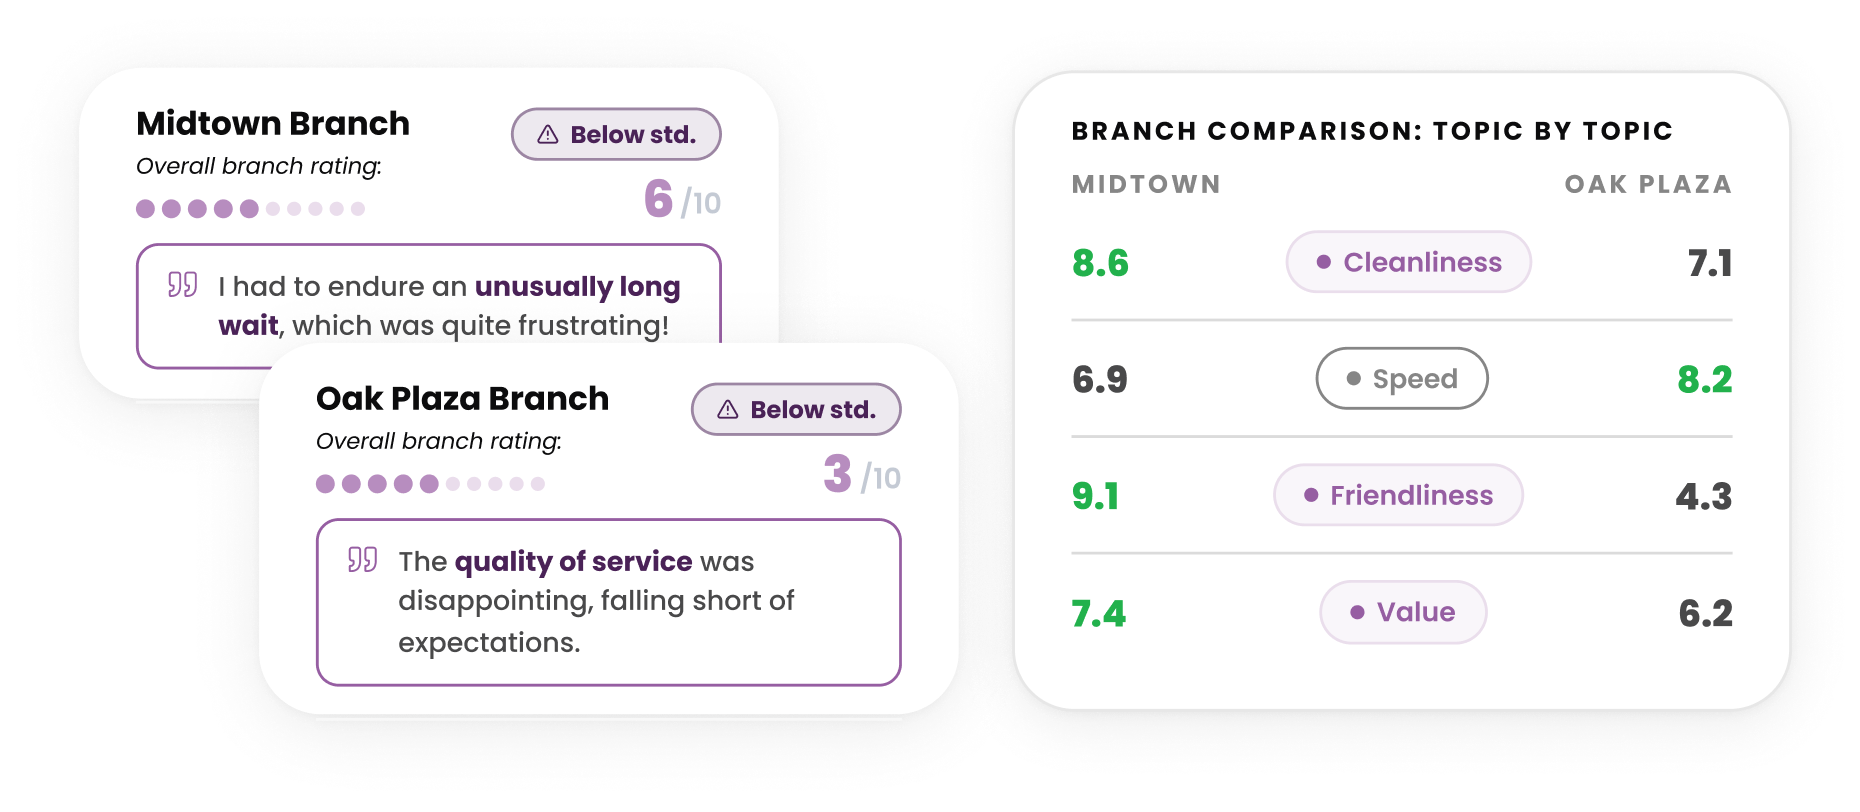 Midtown Branch
Below std.
Overall branch rating:
6 /10
I had to endure an unusually long
wait, which was quite frustrating!
Oak Plaza Branch
Below std.
Overall branch rating:
3 /10
The quality of service was
disappointing, falling short of
expectations.
BRANCH COMPARISON: TOPIC BY TOPIC
MIDTOWN OAK PLAZA
8.6 Cleanliness 7.1
6.9 Speed 8.2
9.1 Friendliness 4.3
7.4 Value 6.2